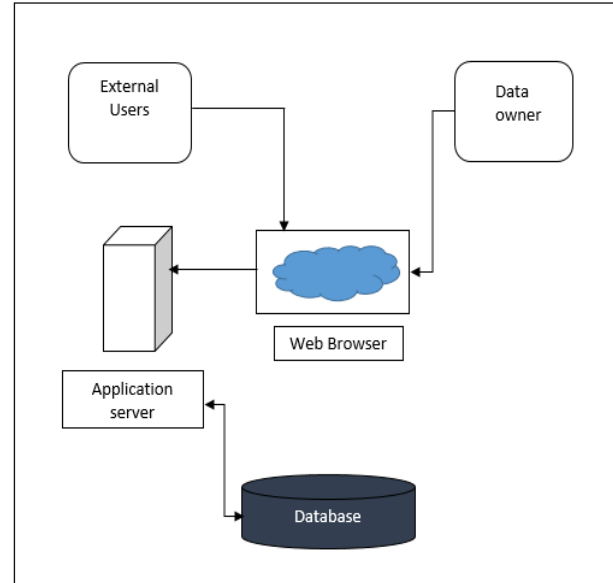 External
Users
Data
owner
Web Browser
Application
server
Database